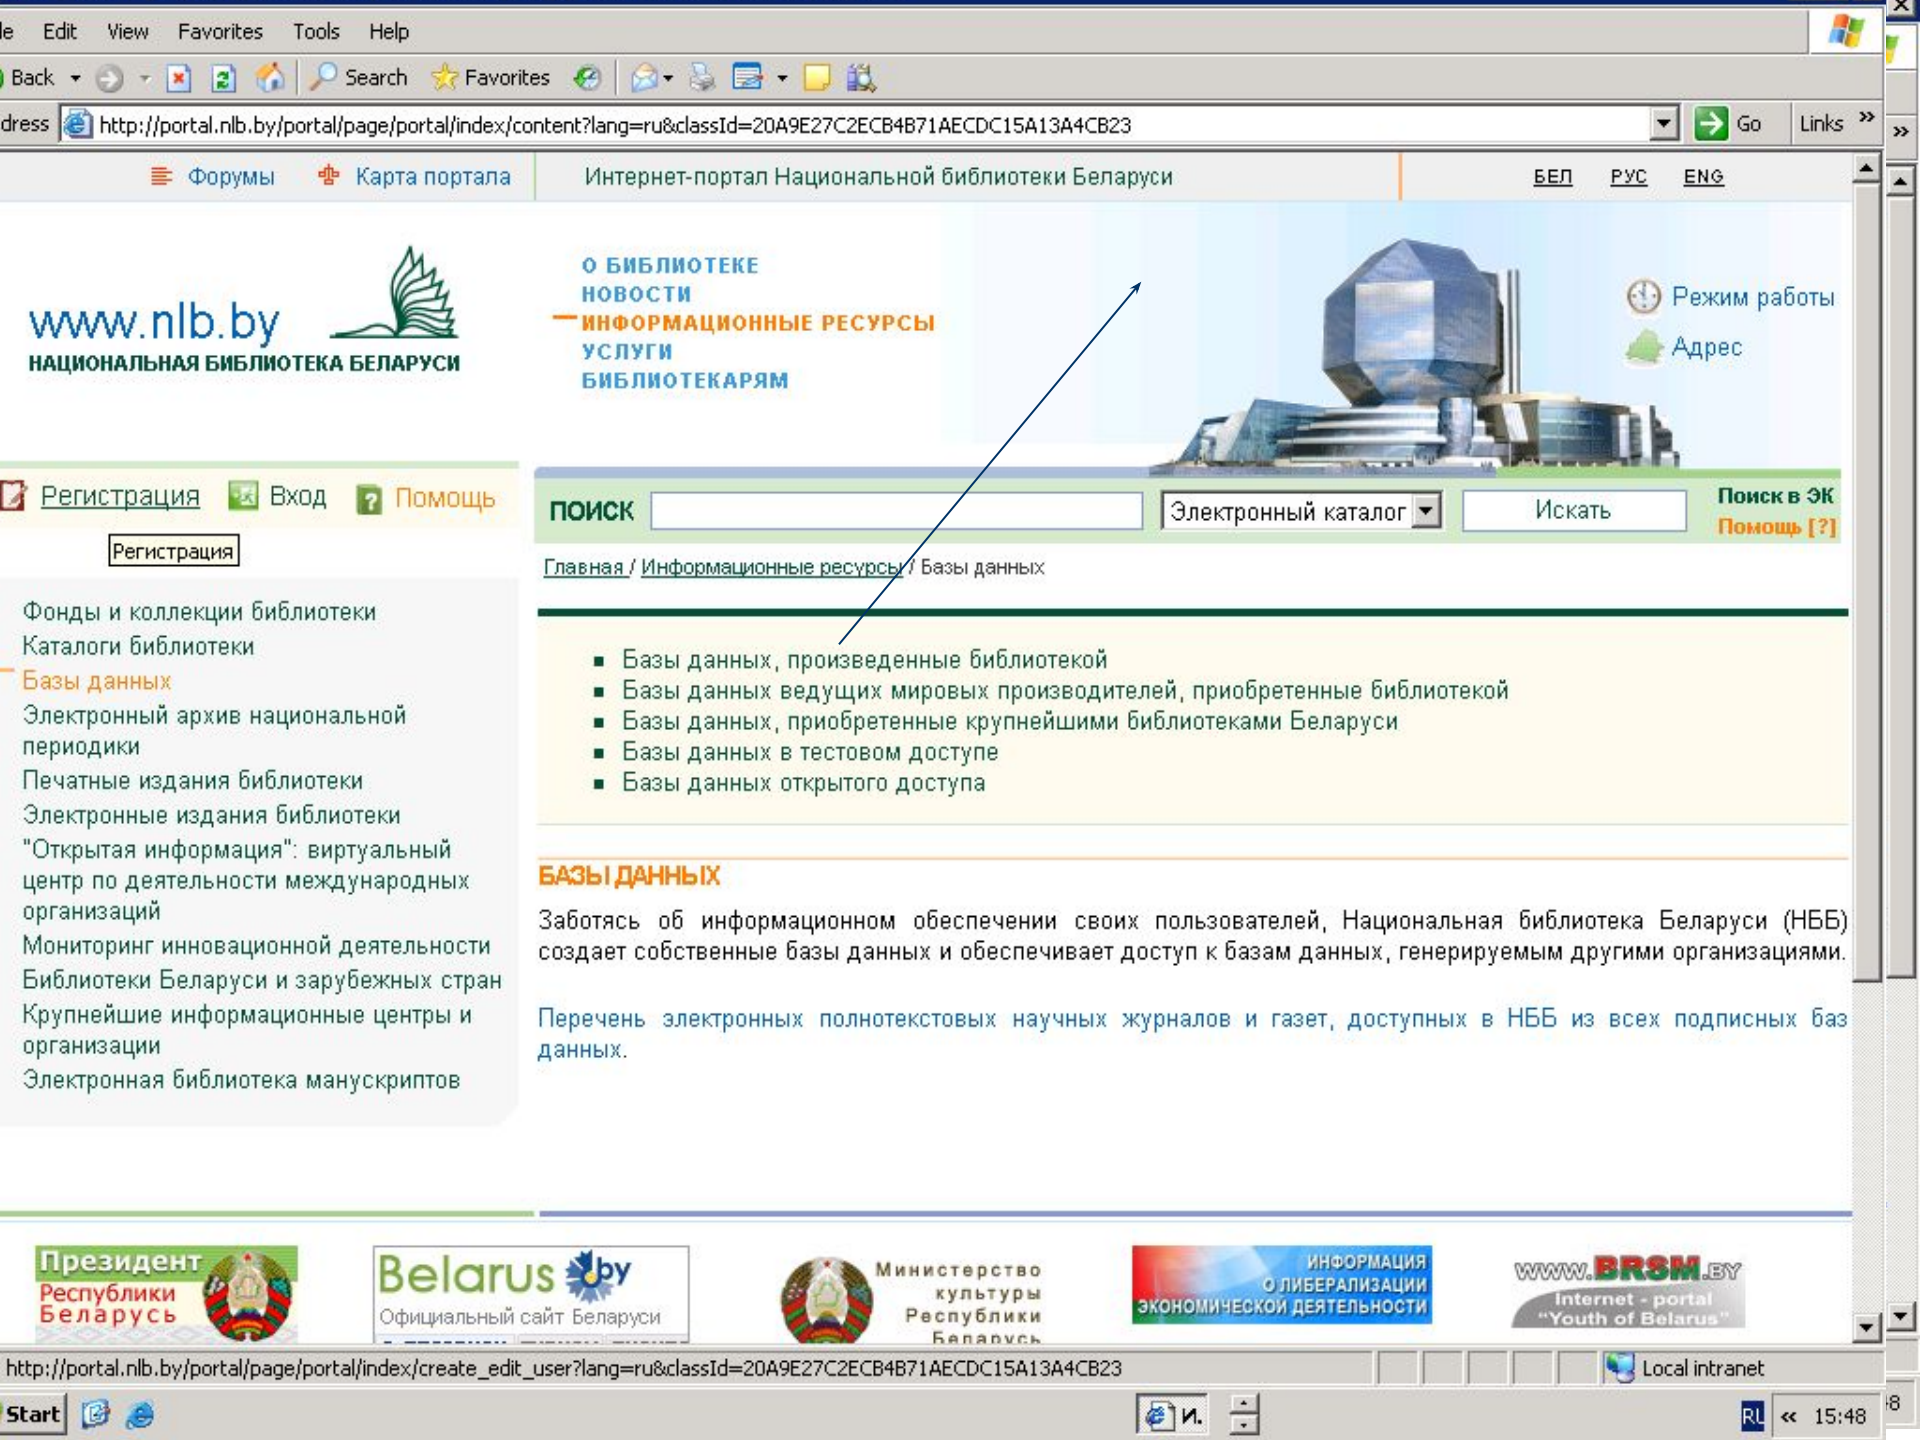 Edit View Favorites Tools Help
Back Search Favorites
dress http://portal.nlb.by/portal/page/portal/index/content?lang=ru&classId=20A9E27C2ECB4B71AECDC15A13A4CB23 Go Links »
»
Форумы Карта портала Интернет-портал Национальной библиотеки Беларуси БЕЛ РУС ENG
www.nlb.by
НАЦИОНАЛЬНАЯ БИБЛИОТЕКА БЕЛАРУСИ
О БИБЛИОТЕКЕ
НОВОСТИ
ИНФОРМАЦИОННЫЕ РЕСУРСЫ
УСЛУГИ
БИБЛИОТЕКАРЯМ
Режим работы
Адрес
Регистрация Вход Помощь
Регистрация
ПОИСК Электронный каталог Искать Поиск в ЭК
Помощь [?]
Главная / Информационные ресурсы / Базы данных
Фонды и коллекции библиотеки
Каталоги библиотеки
Базы данных
Электронный архив национальной
периодики
Печатные издания библиотеки
Электронные издания библиотеки
"Открытая информация": виртуальный
центр по деятельности международных
организаций
Мониторинг инновационной деятельности
Библиотеки Беларуси и зарубежных стран
Крупнейшие информационные центры и
организации
Электронная библиотека манускриптов
Базы данных, произведенные библиотекой
Базы данных ведущих мировых производителей, приобретенные библиотекой
Базы данных, приобретенные крупнейшими библиотеками Беларуси
Базы данных в тестовом доступе
Базы данных открытого доступа
БАЗЫ ДАННЫХ
Заботясь об информационном обеспечении своих пользователей, Национальная библиотека Беларуси (НББ)
создает собственные базы данных и обеспечивает доступ к базам данных, генерируемым другими организациями.
Перечень электронных полнотекстовых научных журналов и газет, доступных в НББ из всех подписных баз
данных.
Президент
Республики
Беларусь
Belarus by
Официальный сайт Беларуси
Министерство
культуры
Республики
Беларусь
ИНФОРМАЦИЯ
О ЛИБЕРАЛИЗАЦИИ
ЭКОНОМИЧЕСКОЙ ДЕЯТЕЛЬНОСТИ
WWW.BRSM.BY
Internet - portal
"Youth of Belarus"
http://portal.nlb.by/portal/page/portal/index/create_edit_user?lang=ru&classId=20A9E27C2ECB4B71AECDC15A13A4CB23 Local intranet
Start И. RU « 15:48